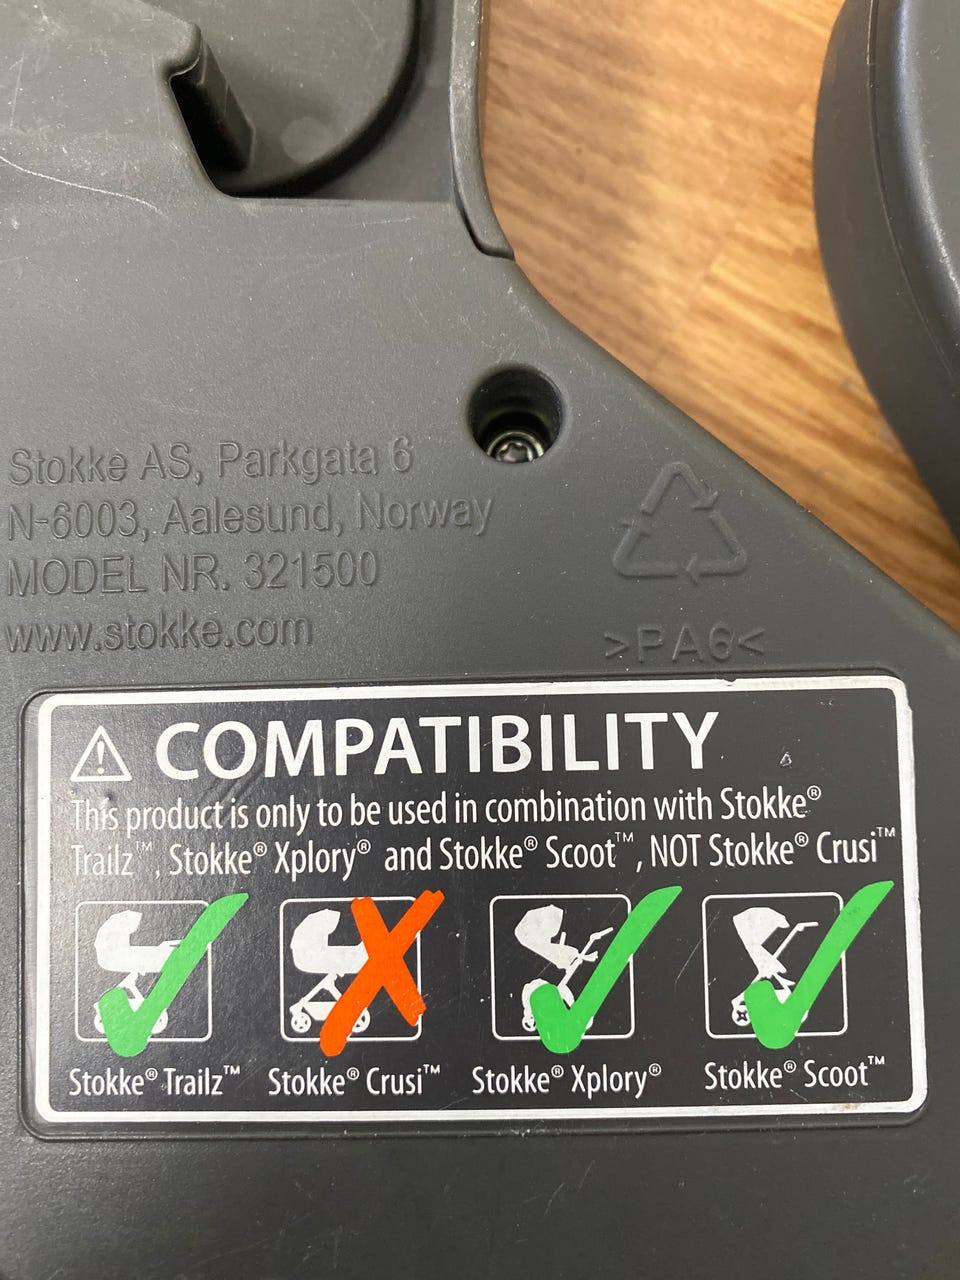 Stokke AS, Parkgata 6
N-6003, Aalesund, Norway
MODEL NR. 321500
www.stokke.com
>PA6<
COMPATIBILITY
This product is only to be used in combination with Stokke®
Trailz™, Stokke® Xplory® and Stokke® Scoot™, NOT Stokke® Crusi™
Stokke® Trailz™
Stokke® Crusi™
Stokke® Xplory®
Stokke® Scoot™